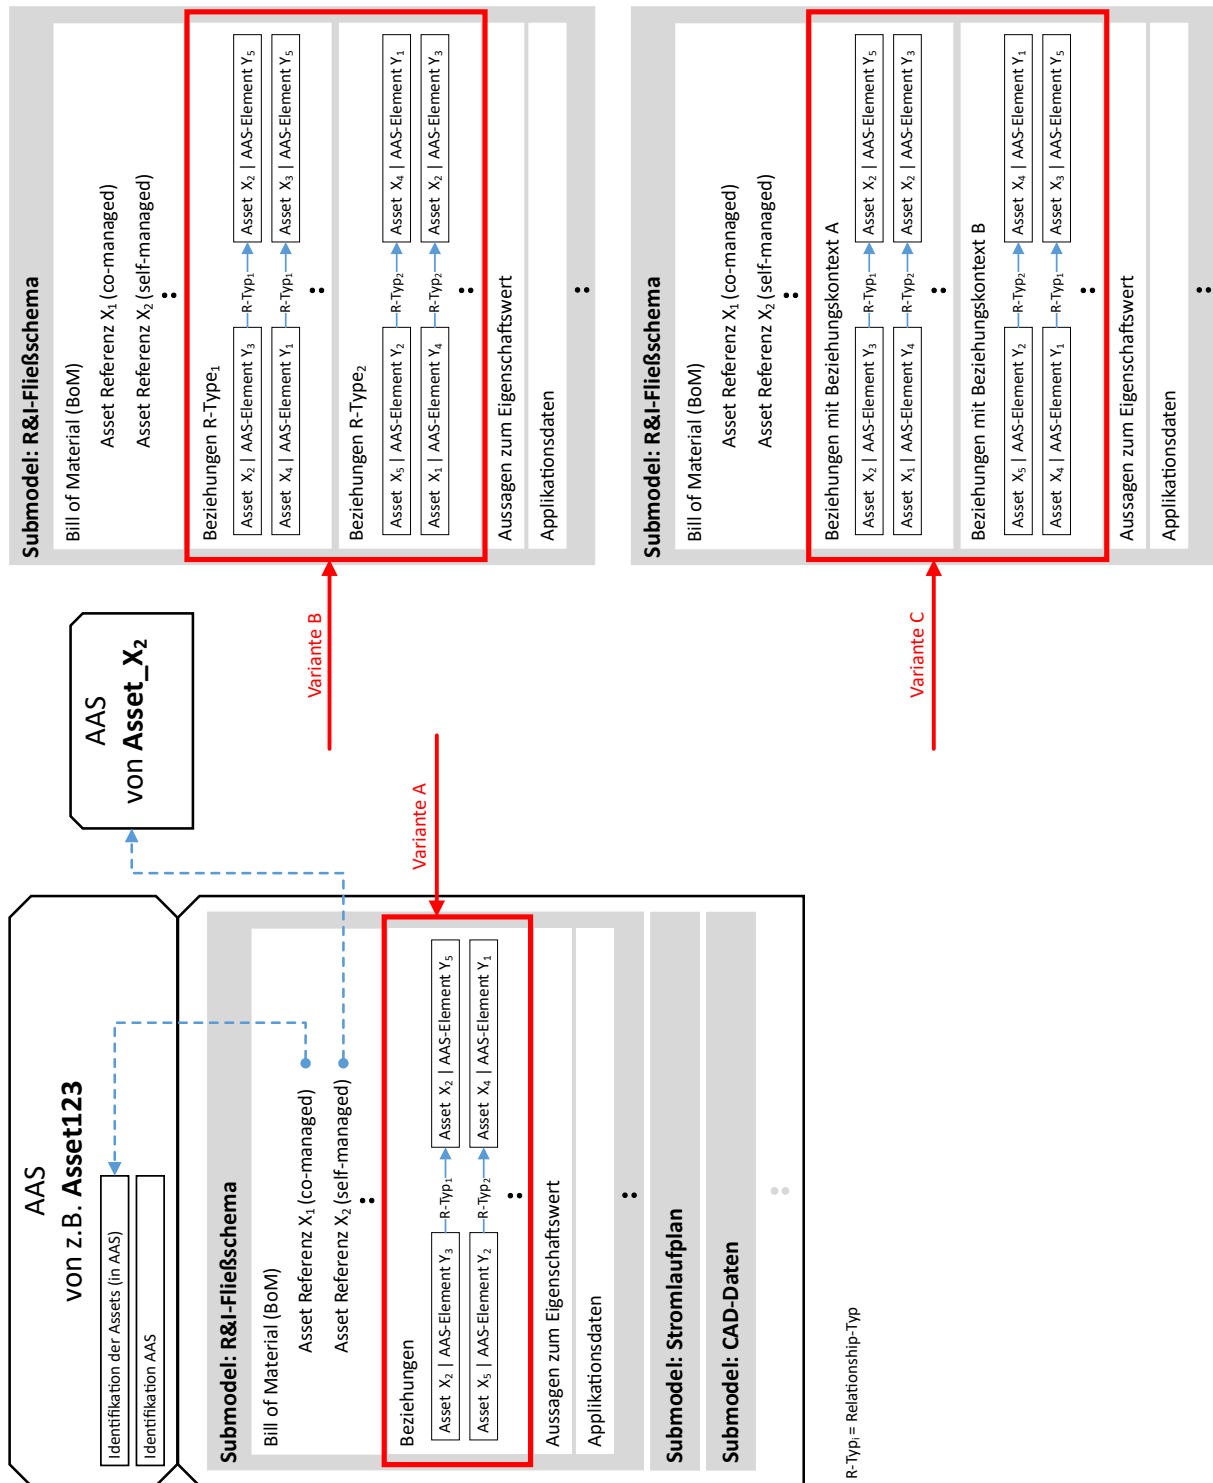 AAS
von z.B. Asset123
Identifikation der Assets (in AAS)
Identifikation AAS
Submodel: R&I-Fließschema
Bill of Material (BoM)
Asset Referenz X₁ (co-managed)
Asset Referenz X₂ (self-managed)
Beziehungen
Asset X₂ | AAS-Element Y₃ R-Typ₁ Asset X₂ | AAS-Element Y₅
Asset X₅ | AAS-Element Y₂ R-Typ₂ Asset X₄ | AAS-Element Y₁
Aussagen zum Eigenschaftswert
Applikationsdaten
Submodel: Stromlaufplan
Submodel: CAD-Daten
R-Typᵢ = Relationship-Typ
AAS
von Asset_X₂
Variante A
Variante B
Variante C
Submodel: R&I-Fließschema
Bill of Material (BoM)
Asset Referenz X₁ (co-managed)
Asset Referenz X₂ (self-managed)
Beziehungen R-Type₁
Asset X₂ | AAS-Element Y₃ R-Typ₁ Asset X₂ | AAS-Element Y₅
Asset X₄ | AAS-Element Y₁ R-Typ₁ Asset X₃ | AAS-Element Y₅
Beziehungen R-Type₂
Asset X₅ | AAS-Element Y₂ R-Typ₂ Asset X₄ | AAS-Element Y₁
Asset X₁ | AAS-Element Y₄ R-Typ₂ Asset X₂ | AAS-Element Y₃
Aussagen zum Eigenschaftswert
Applikationsdaten
Submodel: R&I-Fließschema
Bill of Material (BoM)
Asset Referenz X₁ (co-managed)
Asset Referenz X₂ (self-managed)
Beziehungen mit Beziehungskontext A
Asset X₂ | AAS-Element Y₃ R-Typ₁ Asset X₂ | AAS-Element Y₅
Asset X₁ | AAS-Element Y₄ R-Typ₂ Asset X₂ | AAS-Element Y₃
Beziehungen mit Beziehungskontext B
Asset X₅ | AAS-Element Y₂ R-Typ₂ Asset X₄ | AAS-Element Y₁
Asset X₄ | AAS-Element Y₁ R-Typ₁ Asset X₃ | AAS-Element Y₅
Aussagen zum Eigenschaftswert
Applikationsdaten